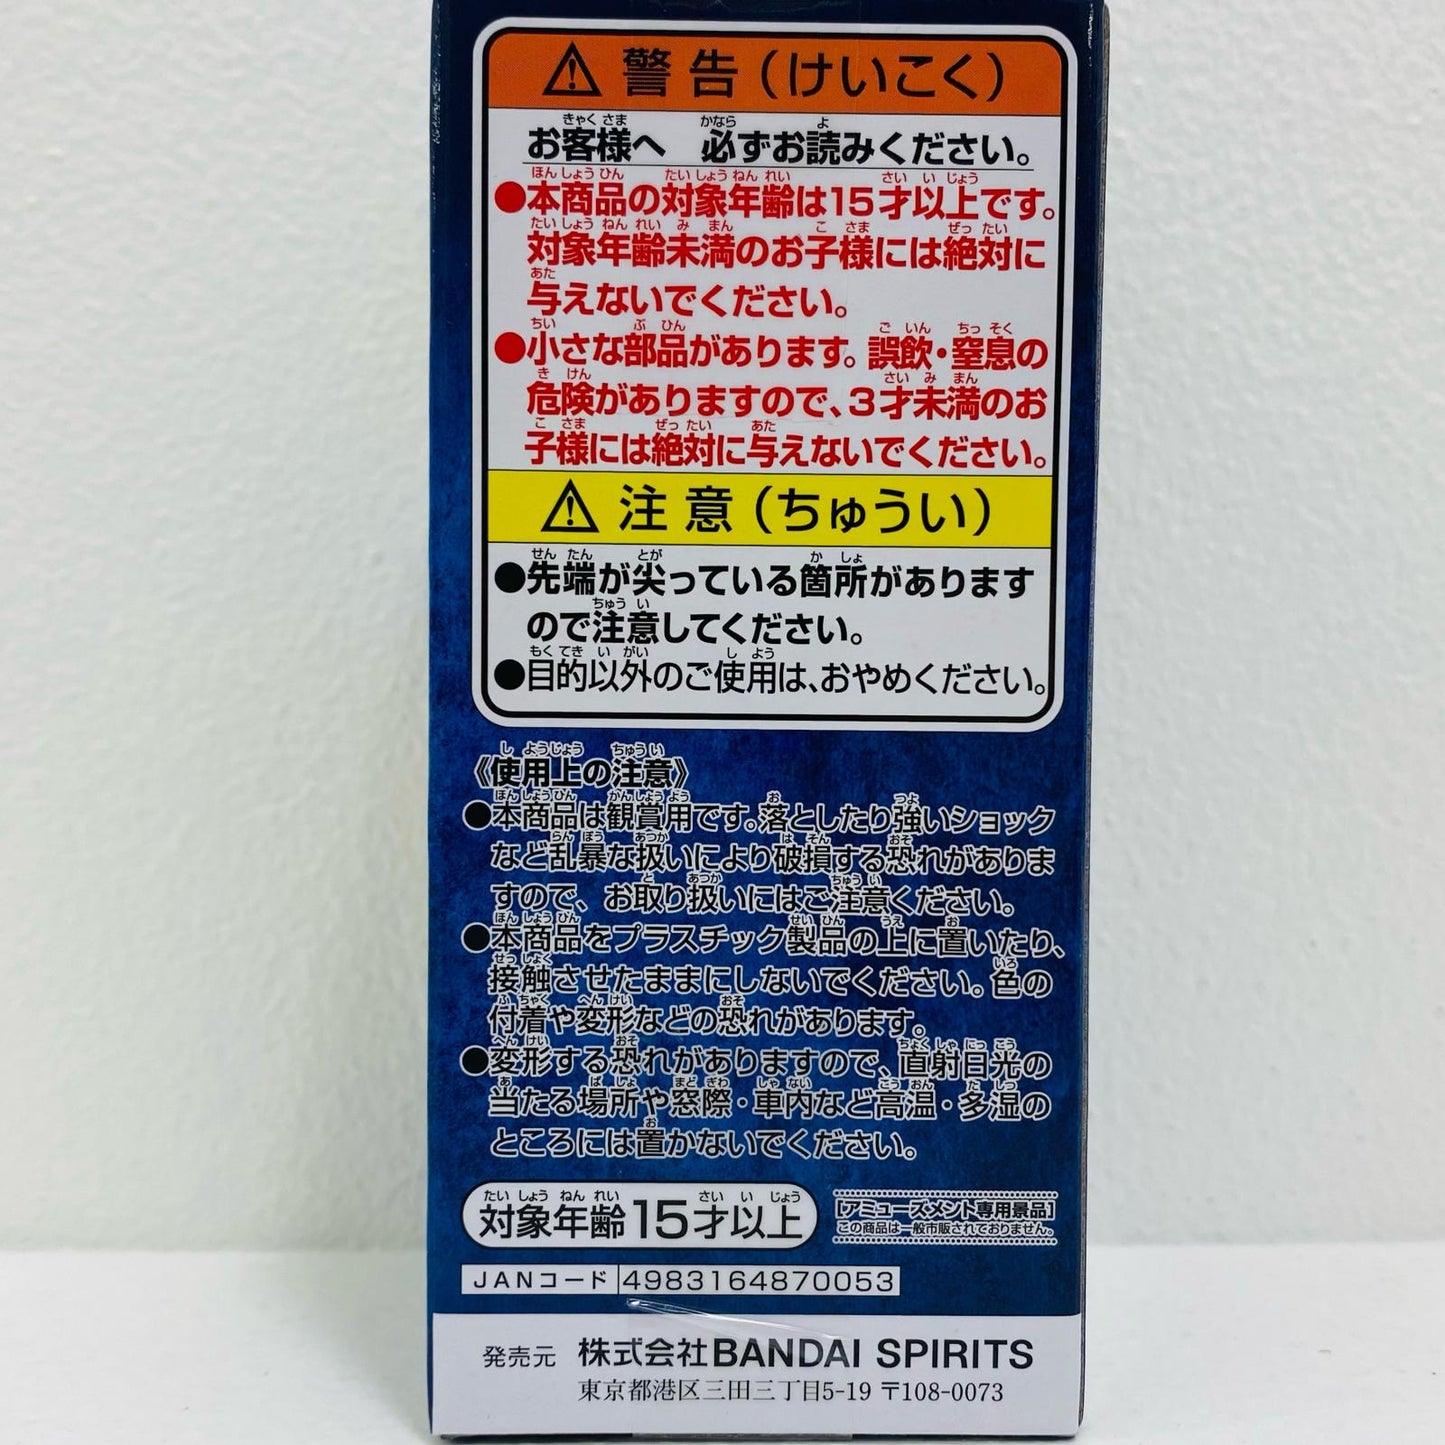 警告（けいこく）
お客様へ 必ずお読みください。
●本商品の対象年齢は15才以上です。
対象年齢未満のお子様には絶対に
与えないでください。
●小さな部品があります。誤飲・窒息の
危険がありますので、3才未満のお
子様には絶対に与えないでください。
注意（ちゅうい）
●先端が尖っている箇所があります
ので注意してください。
●目的以外のご使用は、おやめください。
《使用上の注意》
●本商品は観賞用です。落としたり強いショック
など乱暴な扱いにより破損する恐れがありま
すので、お取り扱いにはご注意ください。
●本商品をプラスチック製品の上に置いたり、
接触させたままにしないでください。色の
付着や変形などの恐れがあります。
●変形する恐れがありますので、直射日光の
当たる場所や窓際・車内など高温・多湿の
ところには置かないでください。
対象年齢15才以上
[アミューズメント専用景品]
この商品は一般市販されておりません。
JANコード 4983164870053
発売元 株式会社BANDAI SPIRITS
東京都港区三田三丁目5-19 〒108-0073